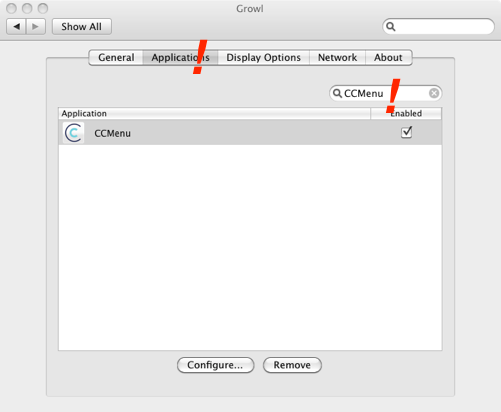 Growl
Show All
General Applications Display Options Network About
CCMenu
Application Enabled
CCMenu
Configure... Remove